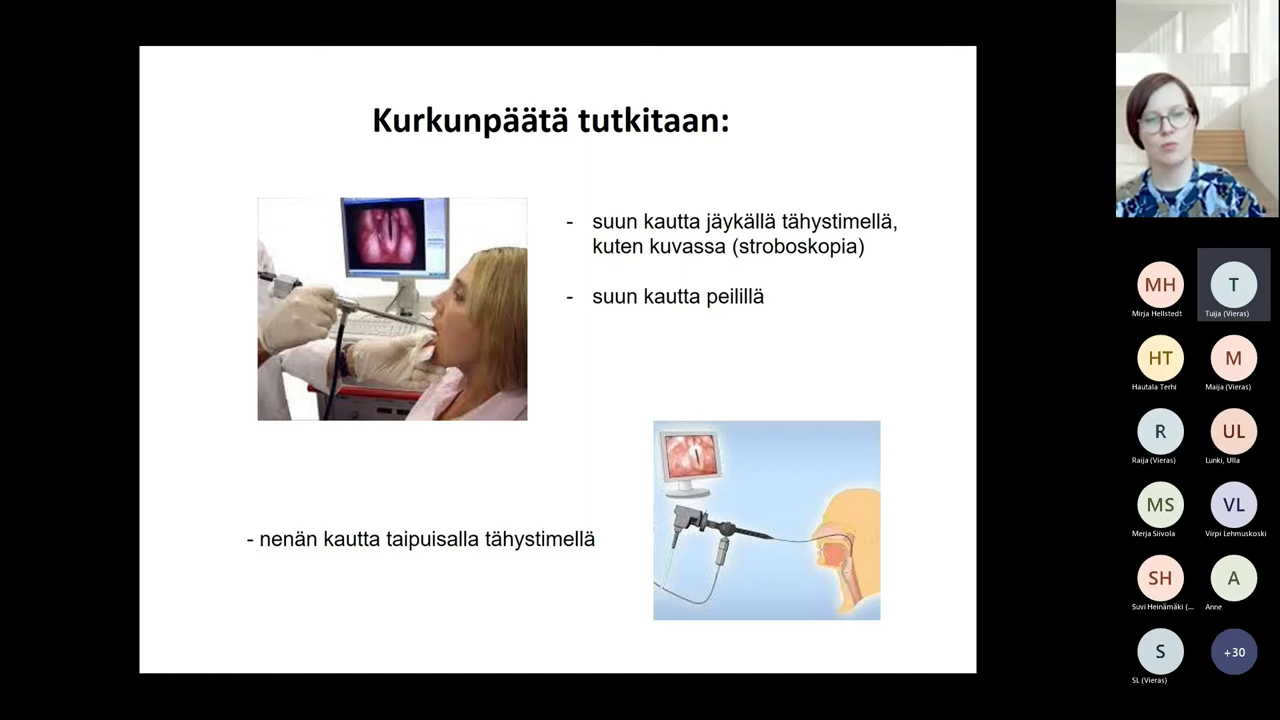 Kurkunpäätä tutkitaan:
- suun kautta jäykällä tähystimellä,
kuten kuvassa (stroboskopia)
- suun kautta peilillä
- nenän kautta taipuisalla tähystimellä
MH
Mirja Hellstedt
T
Tuija (Vieras)
HT
Hautala Terhi
M
Maija (Vieras)
R
Raija (Vieras)
UL
Lunki, Ulla
MS
Merja Siivola
VL
Virpi Lehmuskoski
SH
Suvi Heinämäki (...
A
Anne
S
SL (Vieras)
+30